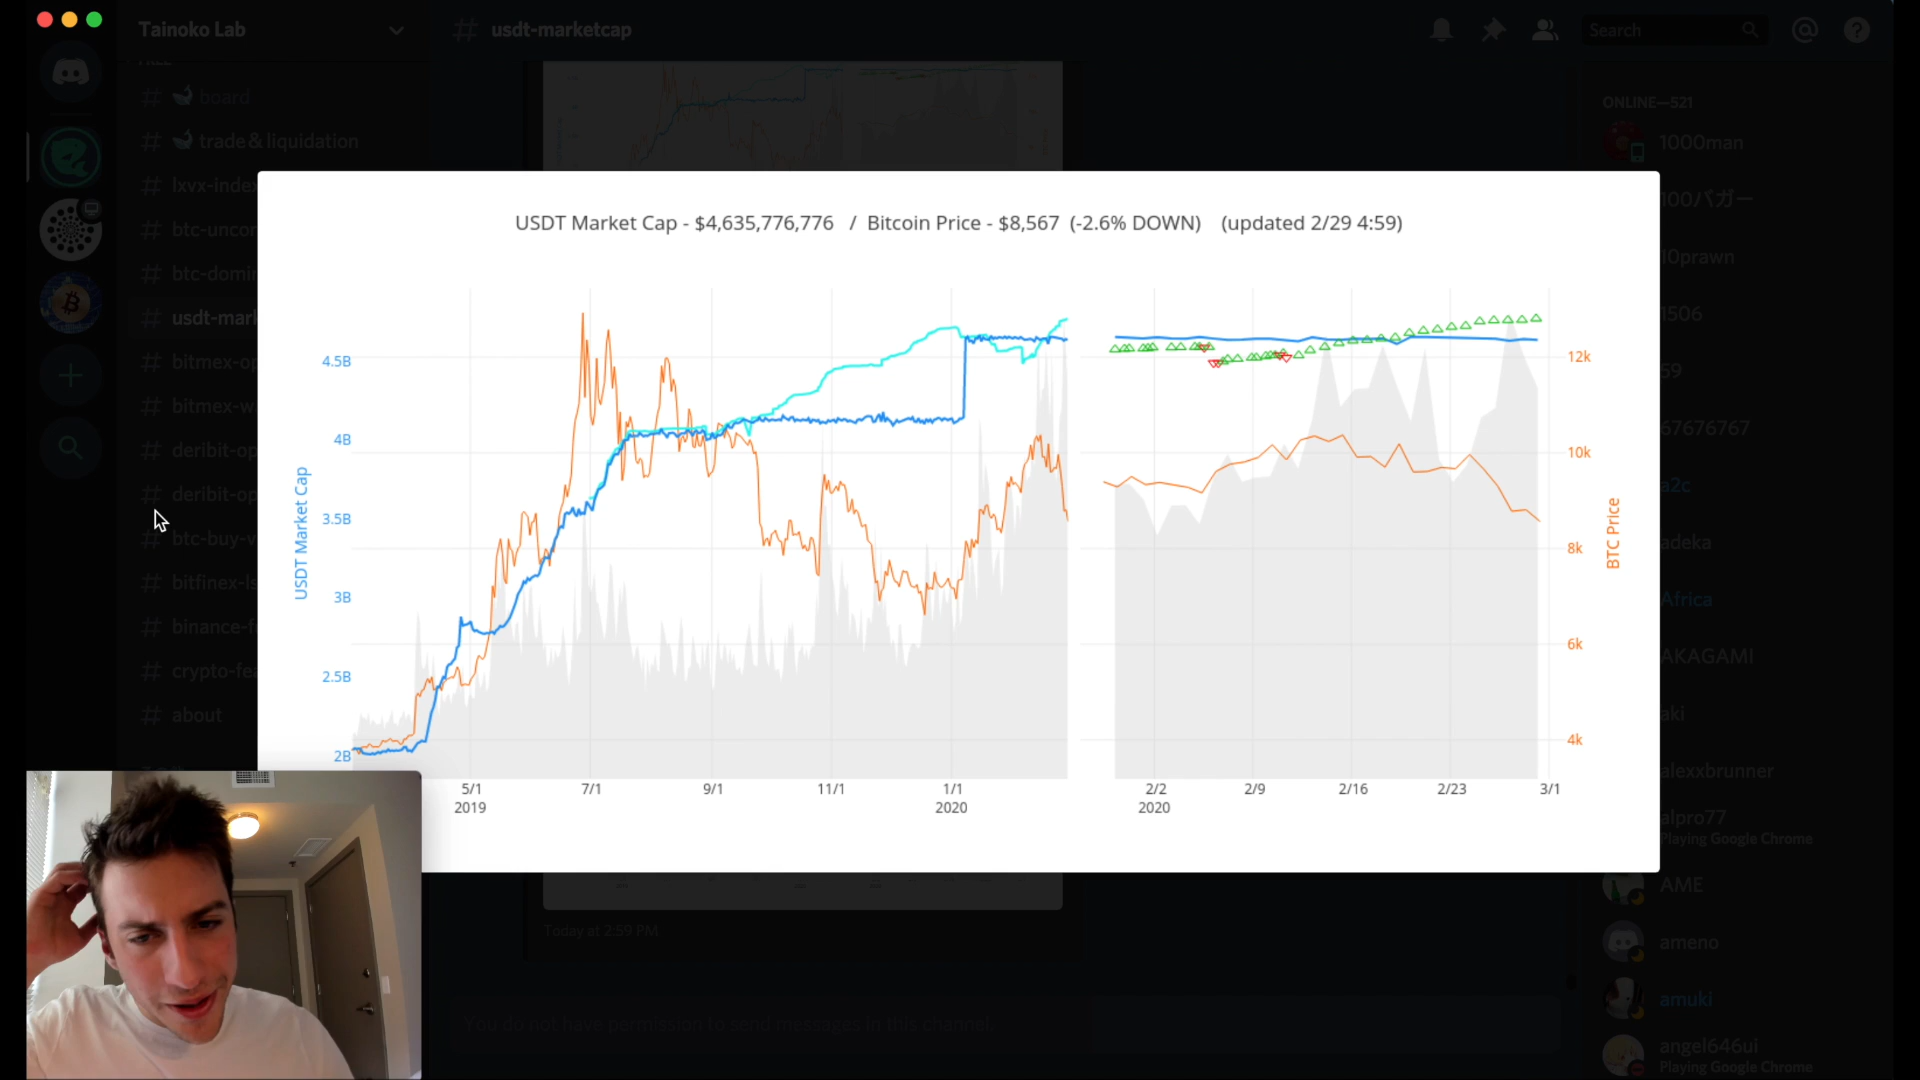 Tainoko Lab
usdt-marketcap
Search
board
trade & liquidation
lxvx-index
btc-uncon
btc-domi
usdt-mar
bitmex-op
bitmex-w
deribit-op
deribit-op
btc-buy-v
bitfinex-ls
binance-f
crypto-fe
about
USDT Market Cap - $4,635,776,776 / Bitcoin Price - $8,567 (-2.6% DOWN) (updated 2/29 4:59)
4.5B
4B
3.5B
3B
2.5B
2B
USDT Market Cap
12k
10k
8k
6k
4k
BTC Price
5/1 7/1 9/1 11/1 1/1 2/2 2/9 2/16 2/23 3/1
2019 2020 2020
Today at 2:59 PM
You do not have permission to send messages in this channel.
ONLINE—521
1000man
100バガー
10prawn
1506
59
67676767
a2c
adeka
Africa
AKAGAMI
aki
alexxbrunner
alpro77
Playing Google Chrome
AME
ameno
amuki
angel646ui
Playing Google Chrome